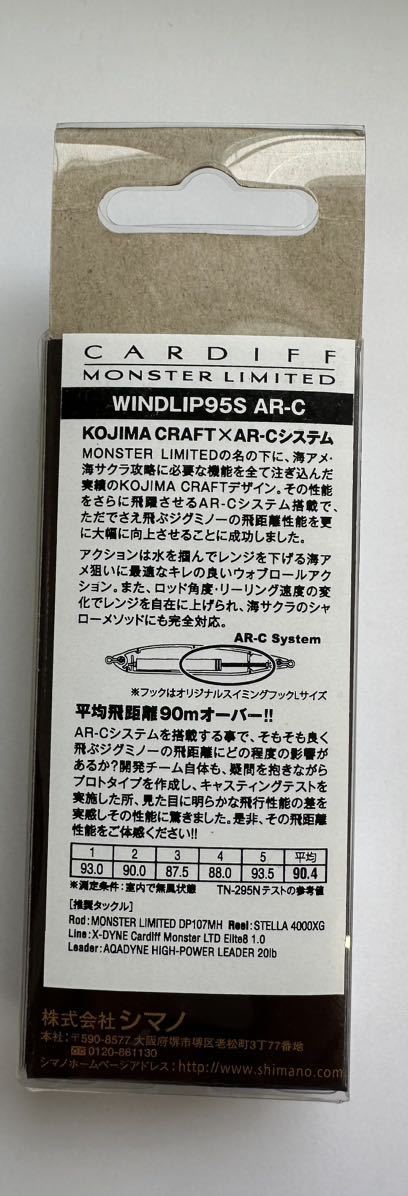 CARDIFF
MONSTER LIMITED
WINDLIP95S AR-C
KOJIMA CRAFT×AR-Cシステム
MONSTER LIMITEDの名の下に、海アメ・
海サクラ攻略に必要な機能を全て注ぎ込んだ
実績のKOJIMA CRAFTデザイン。その性能
をさらに飛躍させるAR-Cシステム搭載で、
ただでさえ飛ぶジグミノーの飛距離性能を更
に大幅に向上させることに成功しました。
アクションは水を掴んでレンジを下げる海ア
メ狙いに最適なキレの良いウォブロールアク
ション。また、ロッド角度・リーリング速度の変
化でレンジを自在に上げられ、海サクラのシャ
ローメソッドにも完全対応。
AR-C System
※フックはオリジナルスイミングフックLサイズ
平均飛距離90mオーバー!!
AR-Cシステムを搭載する事で、そもそも良く
飛ぶジグミノーの飛距離にどの程度の影響が
あるか?開発チーム自体も、疑問を抱きながら
プロトタイプを作成し、キャスティングテストを
実施した所、見た目に明らかな飛行性能の差を
実感しその性能に驚きました。是非、その飛距離
性能をご体感ください!!
1 2 3 4 5 平均
93.0 90.0 87.5 88.0 93.5 90.4
※測定条件:室内で無風状態 TN-295Nテストの参考値
[推奨タックル]
Rod:MONSTER LIMITED DP107MH Reel:STELLA 4000XG
Line:X-DYNE Cardiff Monster LTD Elite8 1.0
Leader:AQADYNE HIGH-POWER LEADER 20lb
株式会社シマノ
本社:〒590-8577 大阪府堺市堺区老松町3丁77番地
0120-861130
シマノホームページアドレス:http://www.shimano.com